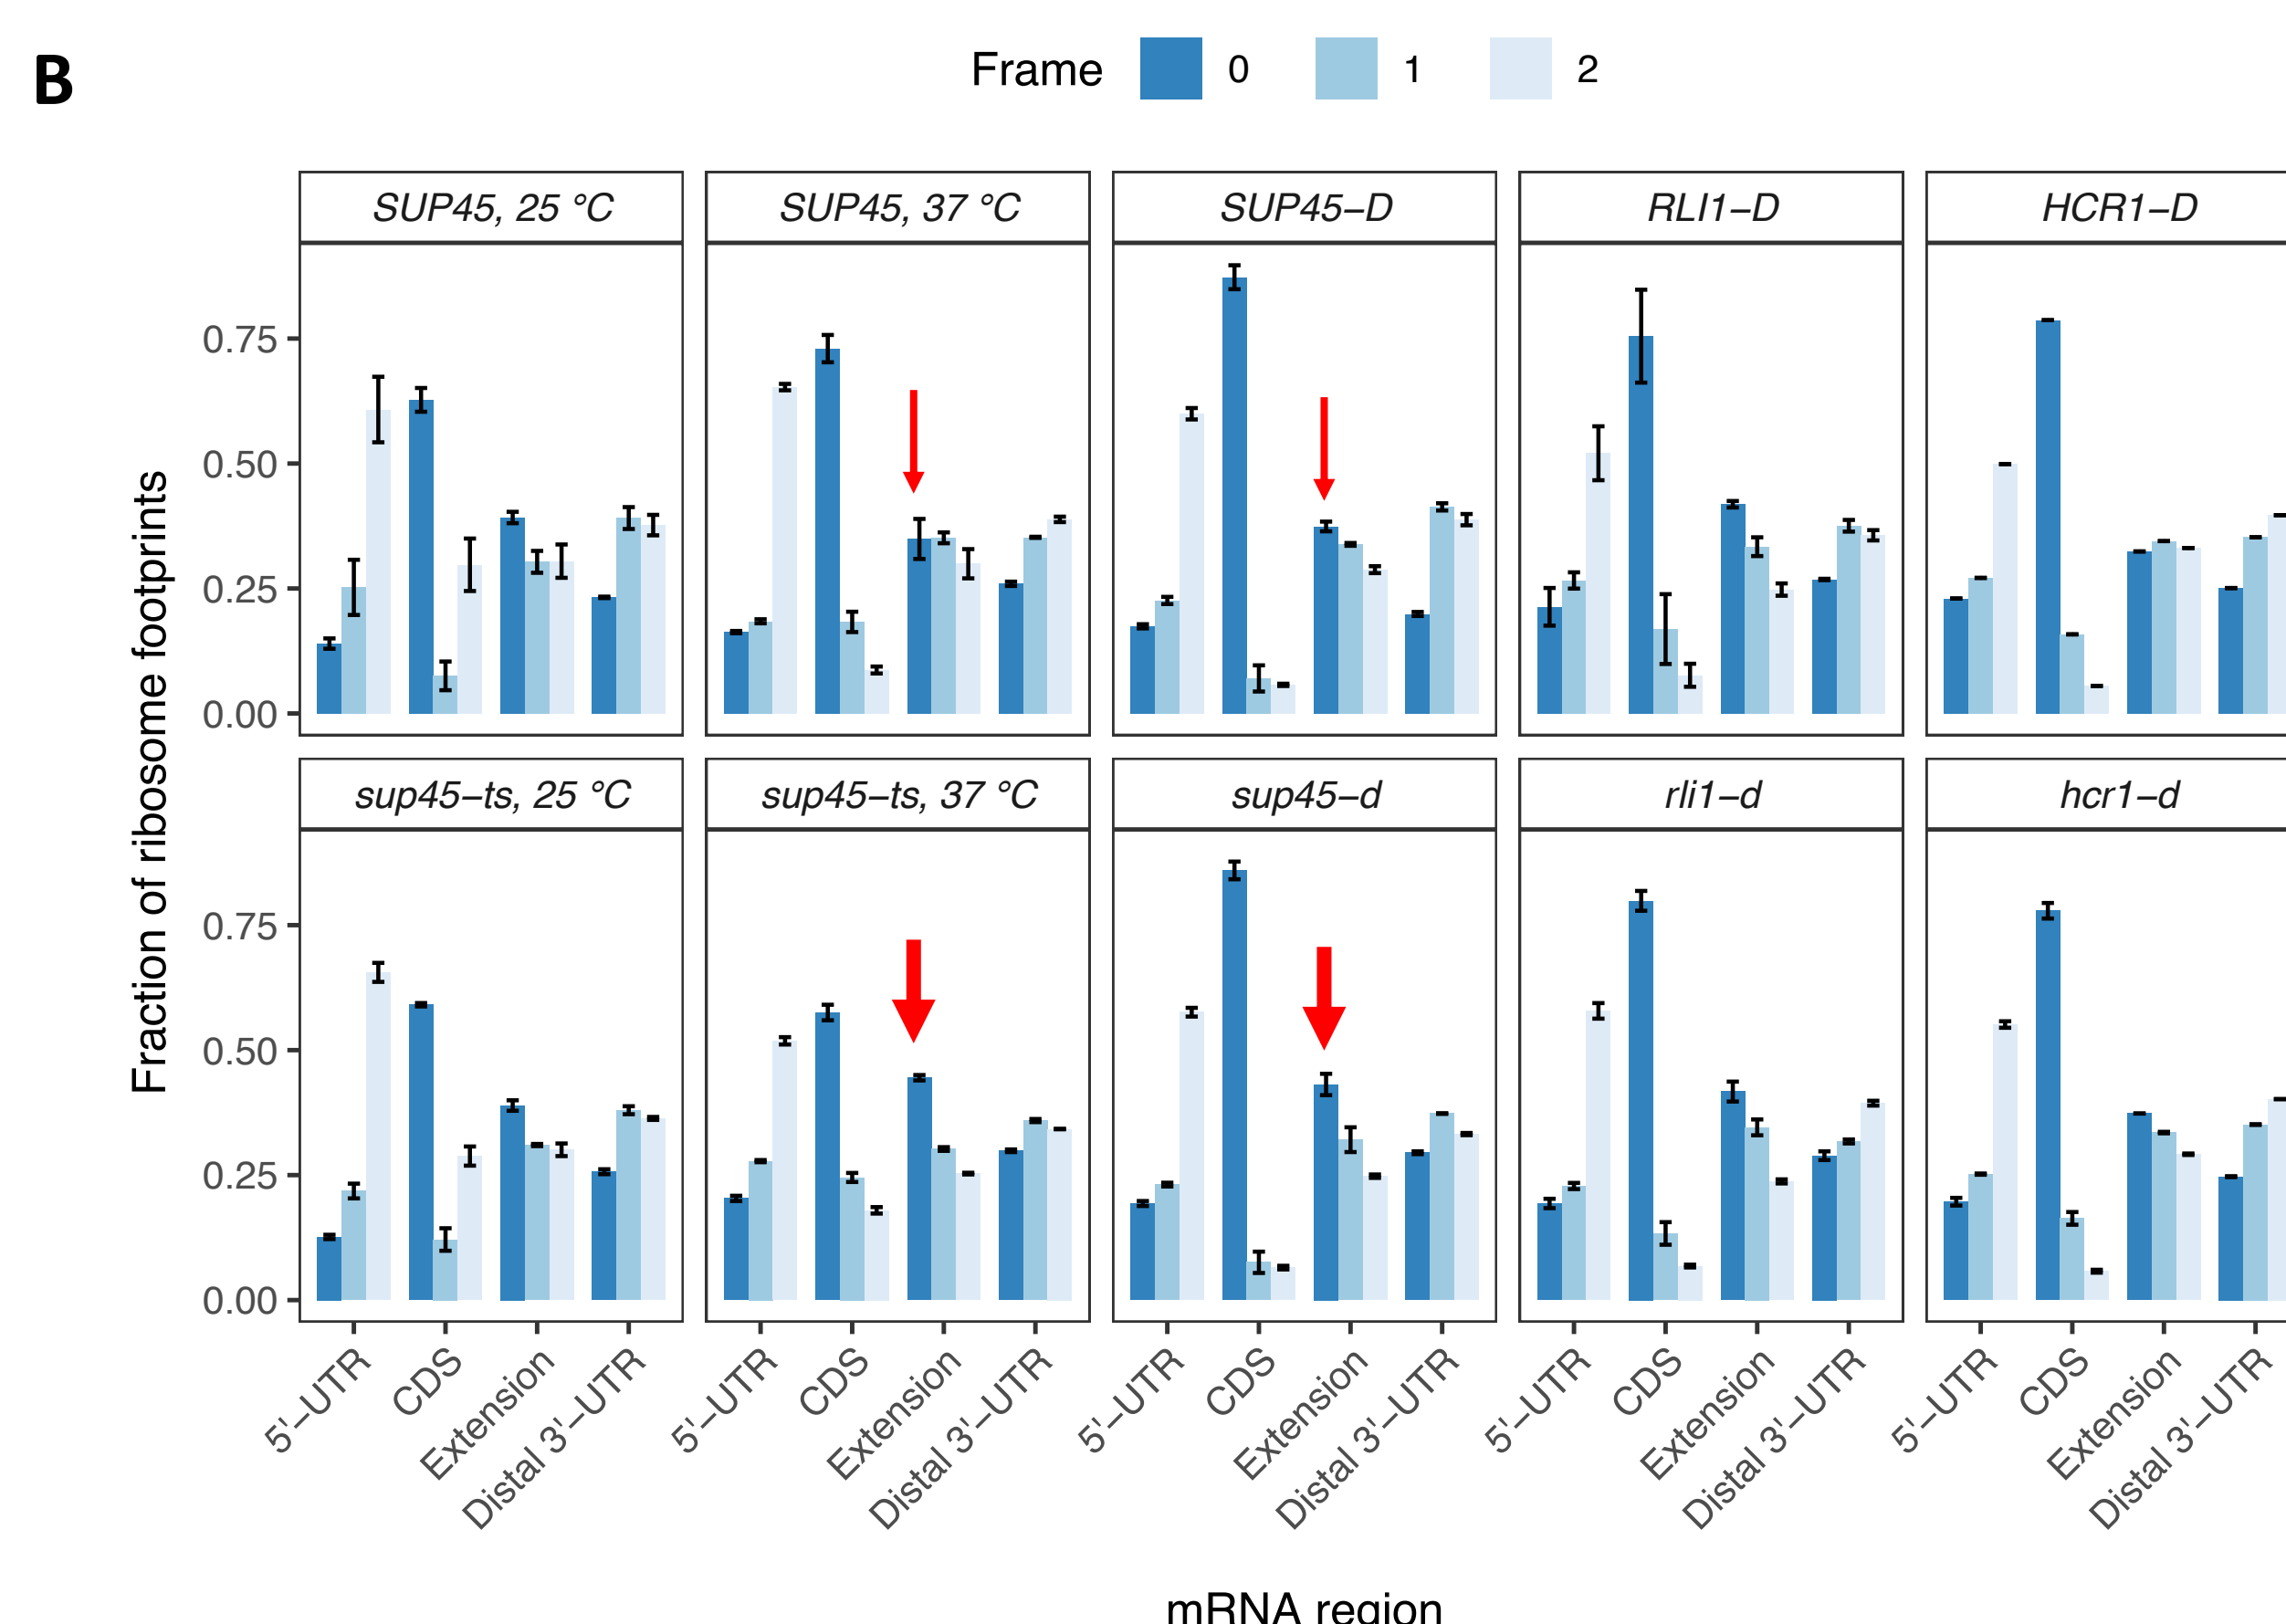 B
Frame 0 1 2
SUP45, 25 °C
SUP45, 37 °C
SUP45–D
RLI1–D
HCR1–D
0.75
0.50
0.25
0.00
sup45–ts, 25 °C
sup45–ts, 37 °C
sup45–d
rli1–d
hcr1–d
0.75
0.50
0.25
0.00
Fraction of ribosome footprints
5'–UTR
CDS
Extension
Distal 3'–UTR
5'–UTR
CDS
Extension
Distal 3'–UTR
5'–UTR
CDS
Extension
Distal 3'–UTR
5'–UTR
CDS
Extension
Distal 3'–UTR
5'–UTR
CDS
Extension
Distal 3'–UTR
mRNA region